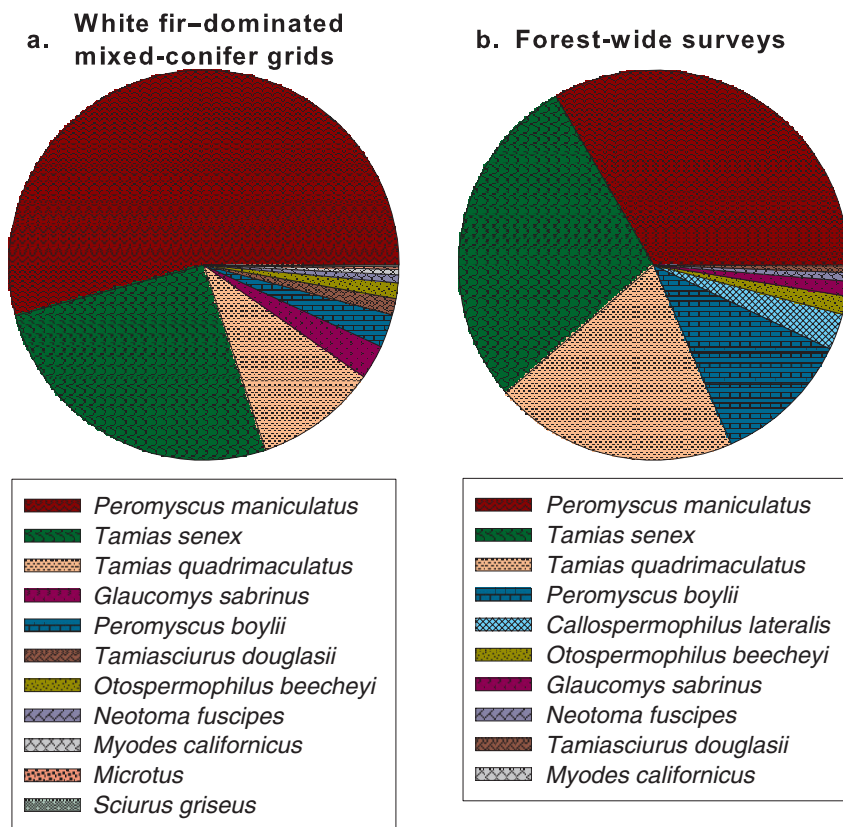 a. White fir–dominated
mixed-conifer grids
Peromyscus maniculatus
Tamias senex
Tamias quadrimaculatus
Glaucomys sabrinus
Peromyscus boylii
Tamiasciurus douglasii
Otospermophilus beecheyi
Neotoma fuscipes
Myodes californicus
Microtus
Sciurus griseus
b. Forest-wide surveys
Peromyscus maniculatus
Tamias senex
Tamias quadrimaculatus
Peromyscus boylii
Callospermophilus lateralis
Otospermophilus beecheyi
Glaucomys sabrinus
Neotoma fuscipes
Tamiasciurus douglasii
Myodes californicus